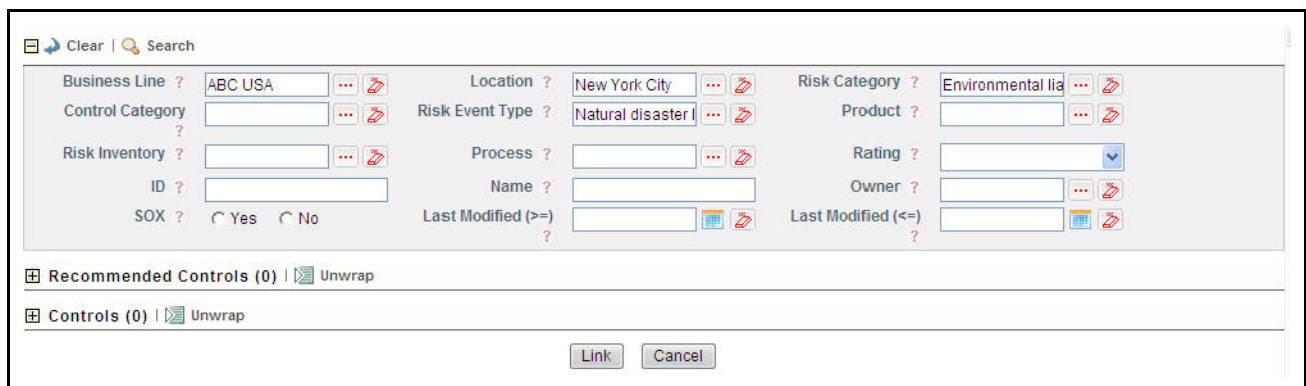 Clear | Search
Business Line ? ABC USA ... Location ? New York City ... Risk Category ? Environmental lia ...
Control Category ? ... Risk Event Type ? Natural disaster l ... Product ? ...
Risk Inventory ? ... Process ? ... Rating ?
ID ? Name ? Owner ? ...
SOX ? Yes No Last Modified (>=) ? Last Modified (<=) ?
Recommended Controls (0) | Unwrap
Controls (0) | Unwrap
Link Cancel